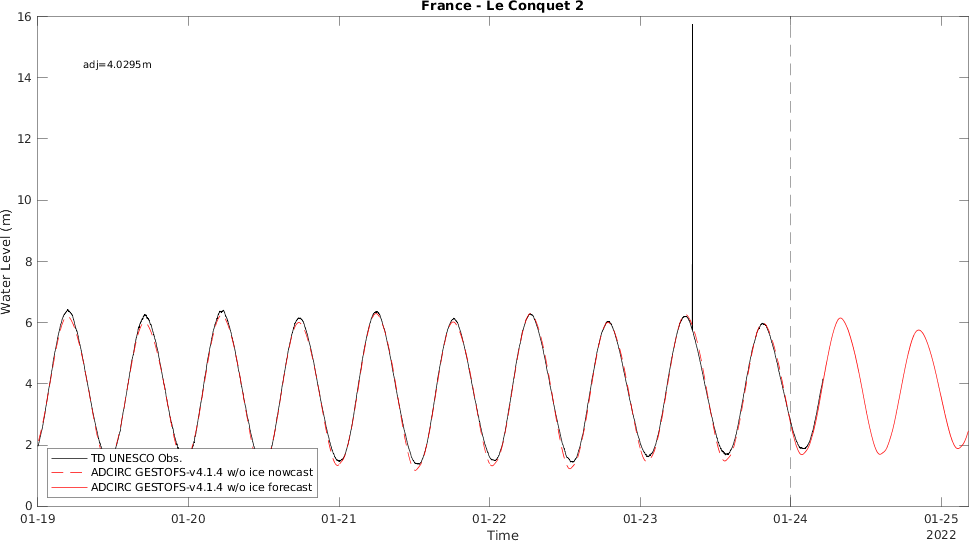 France - Le Conquet 2
16
14
12
10
8
6
4
2
0
Water Level (m)
adj=4.0295m
TD UNESCO Obs.
ADCIRC GESTOFS-v4.1.4 w/o ice nowcast
ADCIRC GESTOFS-v4.1.4 w/o ice forecast
01-19 01-20 01-21 01-22 01-23 01-24 01-25
Time
2022